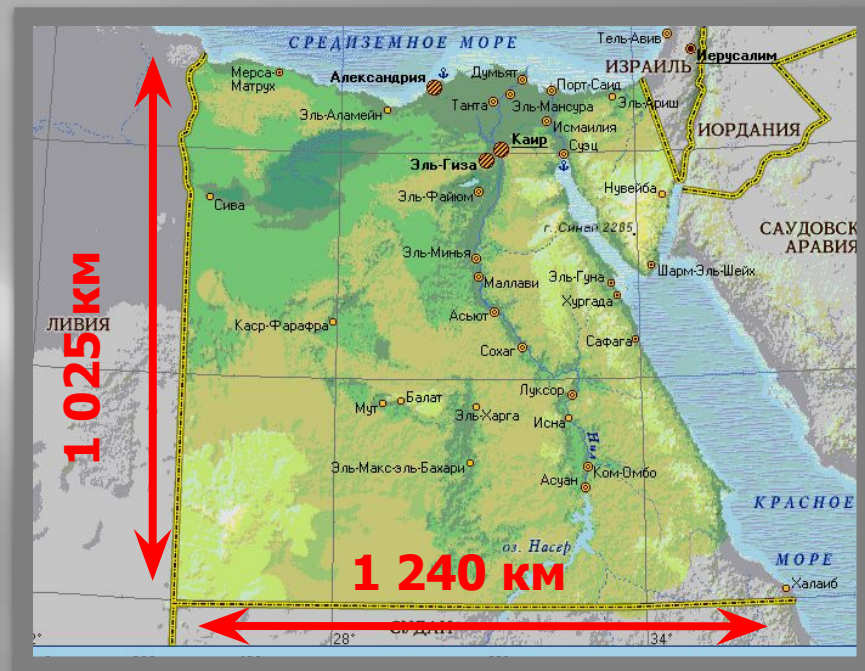 СРЕДИЗЕМНОЕ МОРЕ
Тель-Авив
Иерусалим
ИЗРАИЛЬ
Мерса-
Матрух
Александрия
Думьят
Порт-Саид
Танта
Эль-Мансура
Эль-Ариш
Эль-Аламейн
Исмаилия
ИОРДАНИЯ
Каир
Суэц
Эль-Гиза
Сива
Эль-Файюм
Нувейба
г. Синай 2285
САУДОВСК
АРАВИЯ
Эль-Минья
Маллави
Эль-Гуна
Шарм-Эль-Шейх
Хургада
ЛИВИЯ
1 025 км
Каср-Фарафра
Асьют
Сохаг
Сафага
Луксор
Мут
Балат
Эль-Харга
Исна
Нил
Эль-Макс-эль-Бахари
Ком-Омбо
Асуан
КРАСНОЕ
МОРЕ
оз. Насер
1 240 км
Халаиб
СУДАН
28°
34°